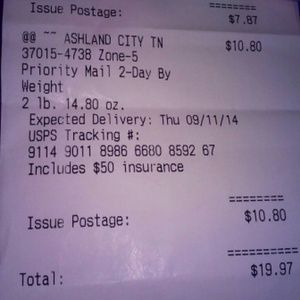 ========
Issue Postage: $7.87
@@ ~~ ASHLAND CITY TN $10.80
37015-4738 Zone-5
Priority Mail 2-Day By
Weight
2 lb. 14.80 oz.
Expected Delivery: Thu 09/11/14
USPS Tracking #:
9114 9011 8986 6680 8592 67
Includes $50 insurance
========
Issue Postage: $10.80
==========
Total: $19.97